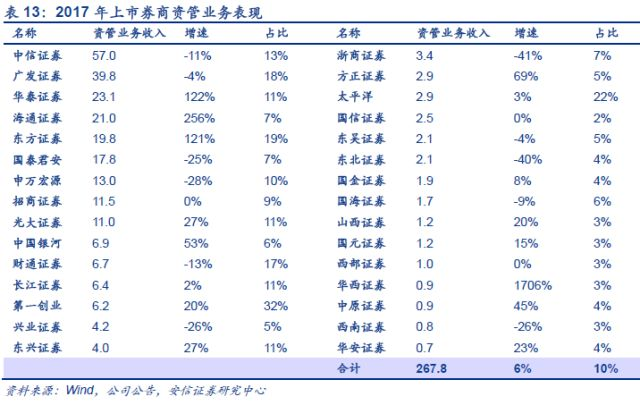 表 13：2017 年上市券商资管业务表现
名称 资管业务收入 增速 占比 名称 资管业务收入 增速 占比
中信证券 57.0 -11% 13% 浙商证券 3.4 -41% 7%
广发证券 39.8 -4% 18% 方正证券 2.9 69% 5%
华泰证券 23.1 122% 11% 太平洋 2.9 3% 22%
海通证券 21.0 256% 7% 国信证券 2.5 0% 2%
东方证券 19.8 121% 19% 东吴证券 2.1 -4% 5%
国泰君安 17.8 -25% 7% 东北证券 2.1 -40% 4%
申万宏源 13.0 -28% 10% 国金证券 1.9 8% 4%
招商证券 11.5 0% 9% 国海证券 1.7 -9% 6%
光大证券 11.0 27% 11% 山西证券 1.2 20% 3%
中国银河 6.9 53% 6% 国元证券 1.2 15% 3%
财通证券 6.7 -13% 17% 西部证券 1.0 0% 3%
长江证券 6.4 2% 11% 华西证券 0.9 1706% 3%
第一创业 6.2 20% 32% 中原证券 0.9 45% 4%
兴业证券 4.2 -26% 5% 西南证券 0.8 -26% 3%
东兴证券 4.0 27% 11% 华安证券 0.7 23% 4%
合计 267.8 6% 10%
资料来源：Wind，公司公告，安信证券研究中心